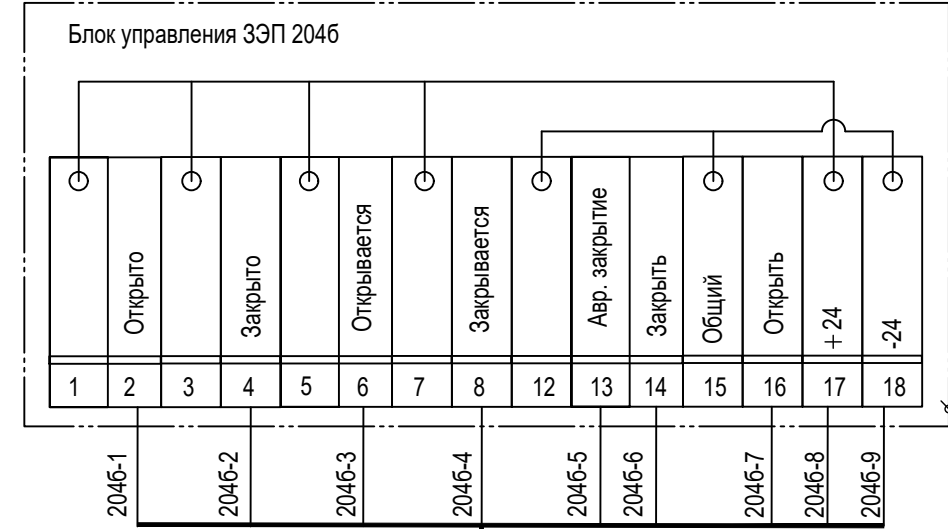 Блок управления ЗЭП 204б
Открыто
Закрыто
Открывается
Закрывается
Авр. закрытие
Закрыть
Общий
Открыть
+24
-24
1 2 3 4 5 6 7 8 12 13 14 15 16 17 18
204б-1
204б-2
204б-3
204б-4
204б-5
204б-6
204б-7
204б-8
204б-9